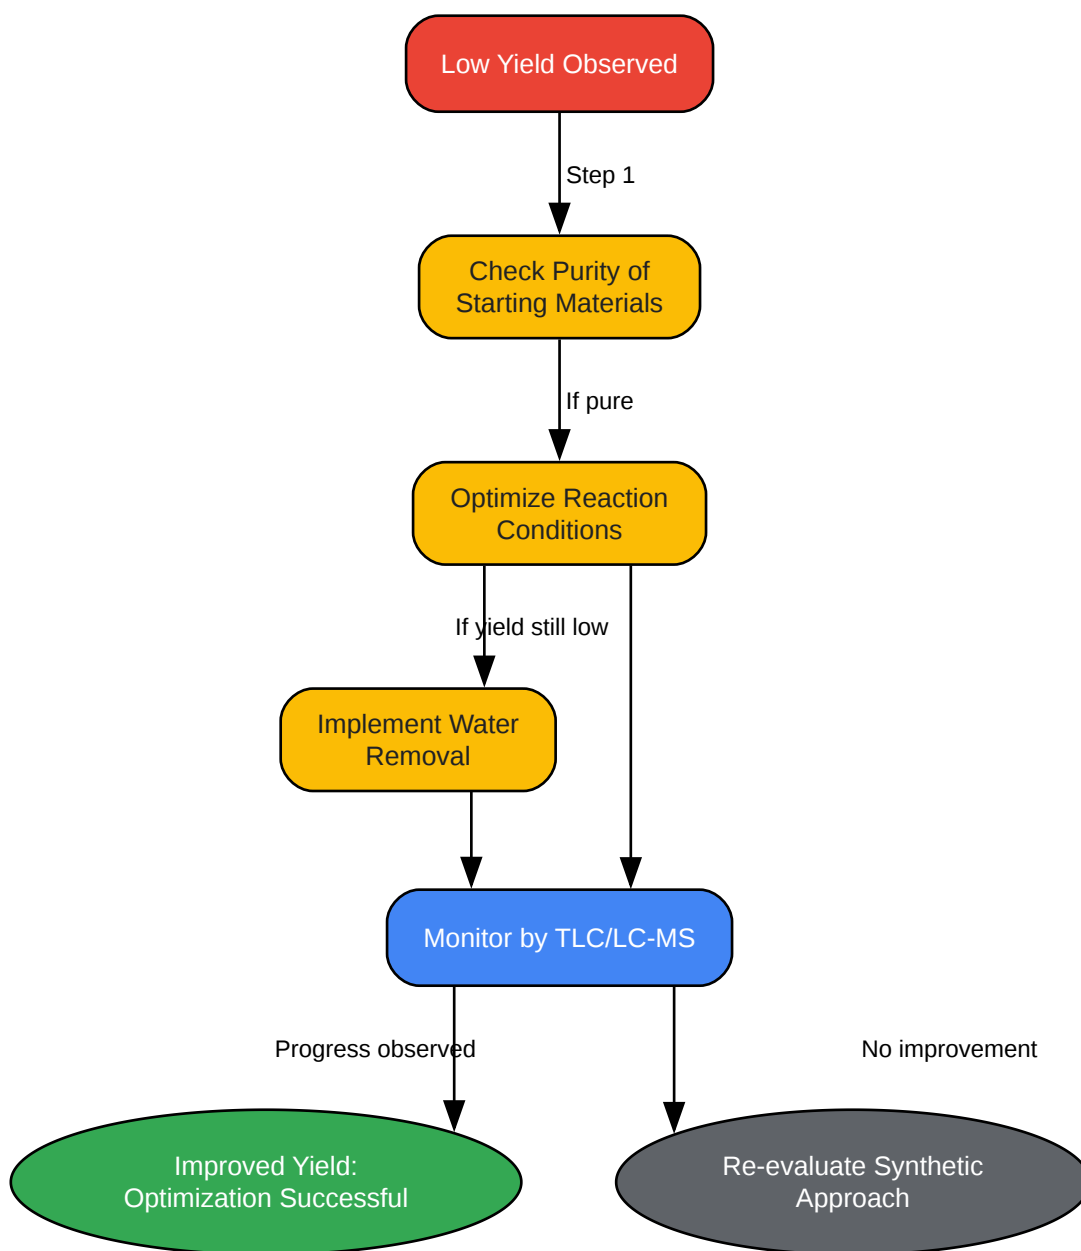 Low Yield Observed
Step 1
Check Purity of
Starting Materials
If pure
Optimize Reaction
Conditions
If yield still low
Implement Water
Removal
Monitor by TLC/LC-MS
Progress observed
No improvement
Improved Yield:
Optimization Successful
Re-evaluate Synthetic
Approach